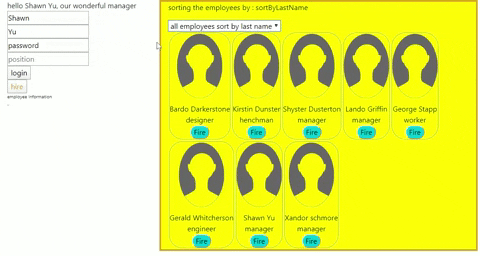 hello Shawn Yu, our wonderful manager
Shawn
Yu
password
position
login
hire
employee information
sorting the employees by : sortByLastName
all employees sort by last name
Bardo Darkerstone
designer
Fire
Kirstin Dunster
henchman
Fire
Shyster Dusterton
manager
Fire
Lando Griffin
manager
Fire
George Stapp
worker
Fire
Gerald Whitcherson
engineer
Fire
Shawn Yu
manager
Fire
Xandor schmore
manager
Fire